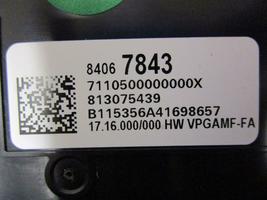 8406 7843
7110500000000X
813075439
B115356A41698657
17.16.000/000 HW VPGAMF-FA